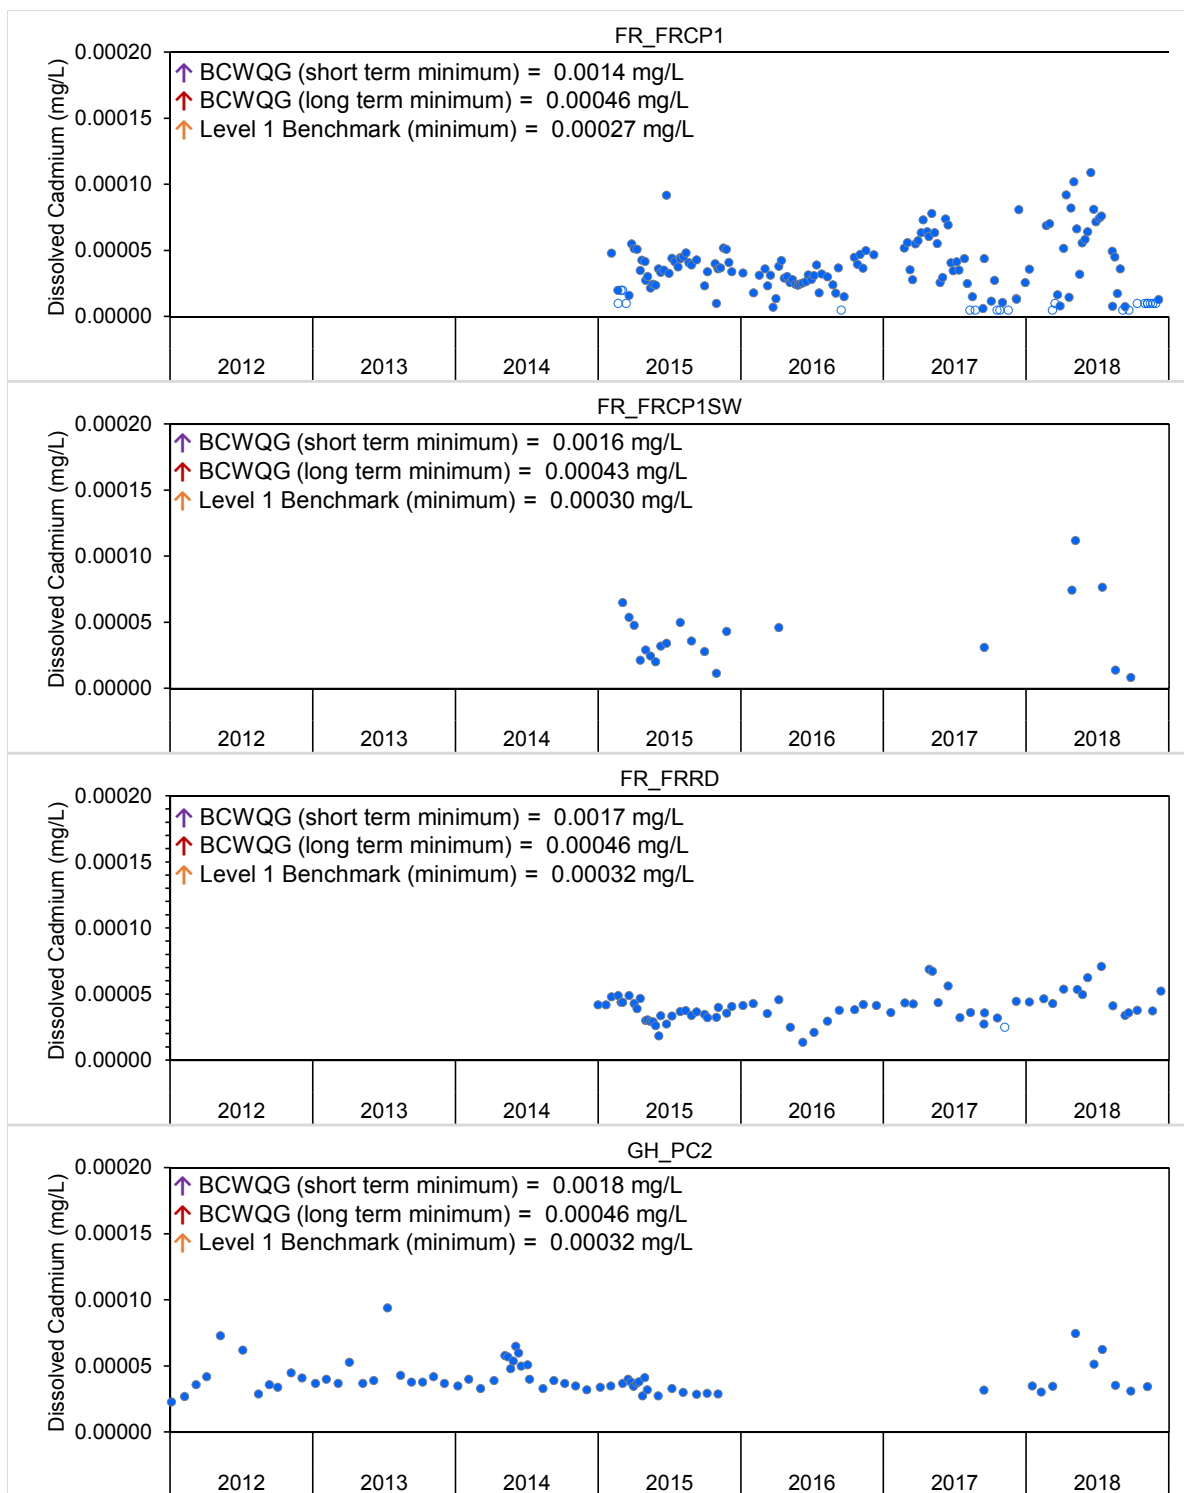 FR_FRCP1
Dissolved Cadmium (mg/L)
0.00020
0.00015
0.00010
0.00005
0.00000
↑ BCWQG (short term minimum) = 0.0014 mg/L
↑ BCWQG (long term minimum) = 0.00046 mg/L
↑ Level 1 Benchmark (minimum) = 0.00027 mg/L
2012 2013 2014 2015 2016 2017 2018
FR_FRCP1SW
Dissolved Cadmium (mg/L)
0.00020
0.00015
0.00010
0.00005
0.00000
↑ BCWQG (short term minimum) = 0.0016 mg/L
↑ BCWQG (long term minimum) = 0.00043 mg/L
↑ Level 1 Benchmark (minimum) = 0.00030 mg/L
2012 2013 2014 2015 2016 2017 2018
FR_FRRD
Dissolved Cadmium (mg/L)
0.00020
0.00015
0.00010
0.00005
0.00000
↑ BCWQG (short term minimum) = 0.0017 mg/L
↑ BCWQG (long term minimum) = 0.00046 mg/L
↑ Level 1 Benchmark (minimum) = 0.00032 mg/L
2012 2013 2014 2015 2016 2017 2018
GH_PC2
Dissolved Cadmium (mg/L)
0.00020
0.00015
0.00010
0.00005
0.00000
↑ BCWQG (short term minimum) = 0.0018 mg/L
↑ BCWQG (long term minimum) = 0.00046 mg/L
↑ Level 1 Benchmark (minimum) = 0.00032 mg/L
2012 2013 2014 2015 2016 2017 2018